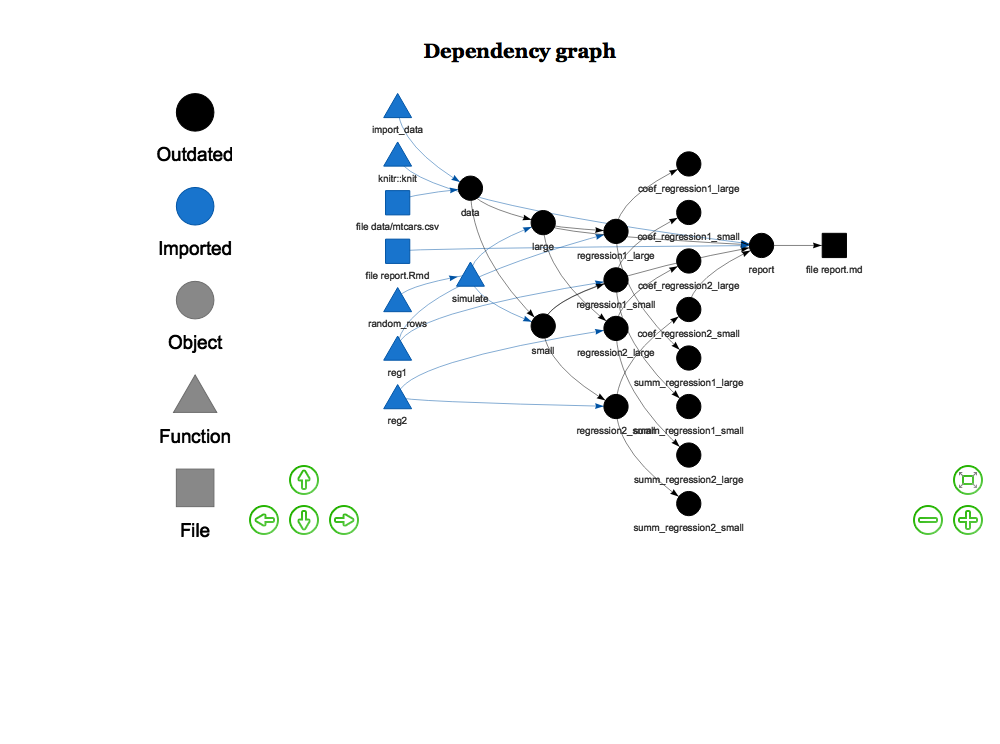 Dependency graph
Outdated
Imported
Object
Function
File
import_data
knitr::knit
file data/mtcars.csv
file report.Rmd
random_rows
reg1
reg2
data
simulate
large
small
regression1_large
regression1_small
regression2_large
regression2_small
coef_regression1_large
coef_regression1_small
coef_regression2_large
coef_regression2_small
summ_regression1_large
summ_regression1_small
summ_regression2_large
summ_regression2_small
report
file report.md